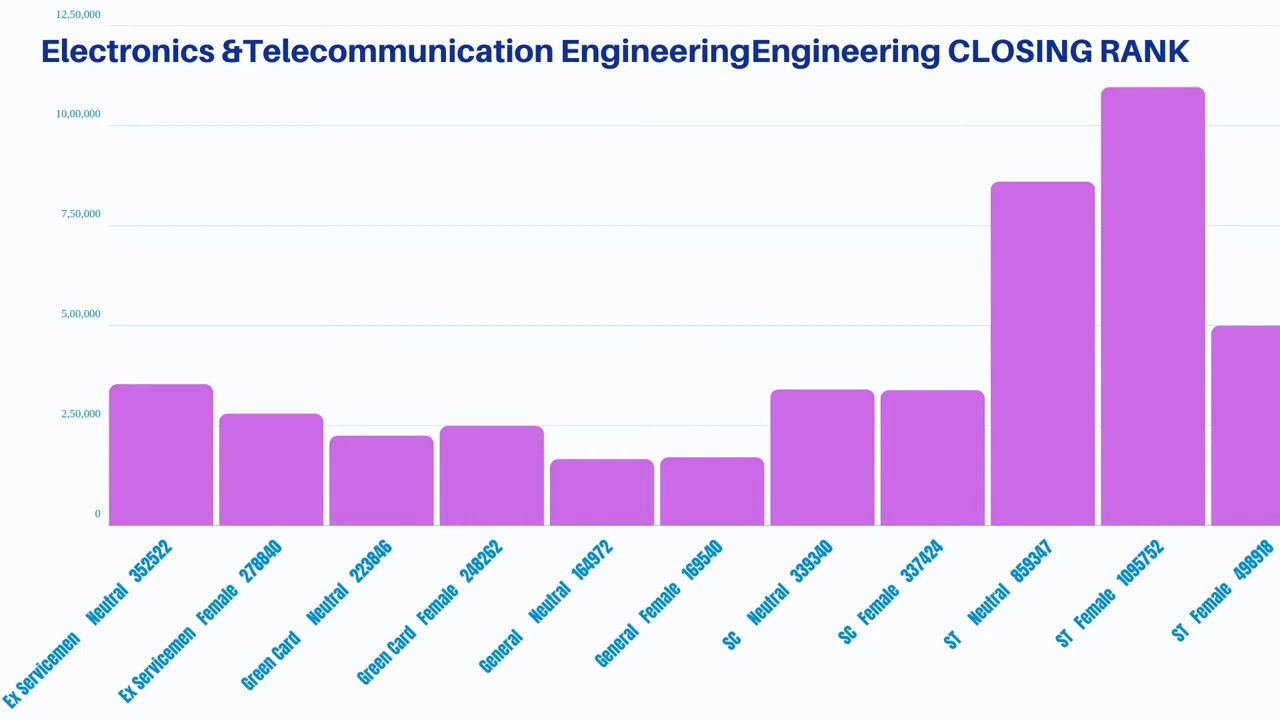 12,50,000
Electronics &Telecommunication EngineeringEngineering CLOSING RANK
10,00,000
7,50,000
5,00,000
2,50,000
0
Ex Servicemen Neutral 352522
Ex Servicemen Female 278840
Green Card Neutral 223846
Green Card Female 248262
General Neutral 164972
General Female 169540
SC Neutral 339340
SC Female 337424
ST Neutral 859347
ST Female 1095752
ST Female 498918